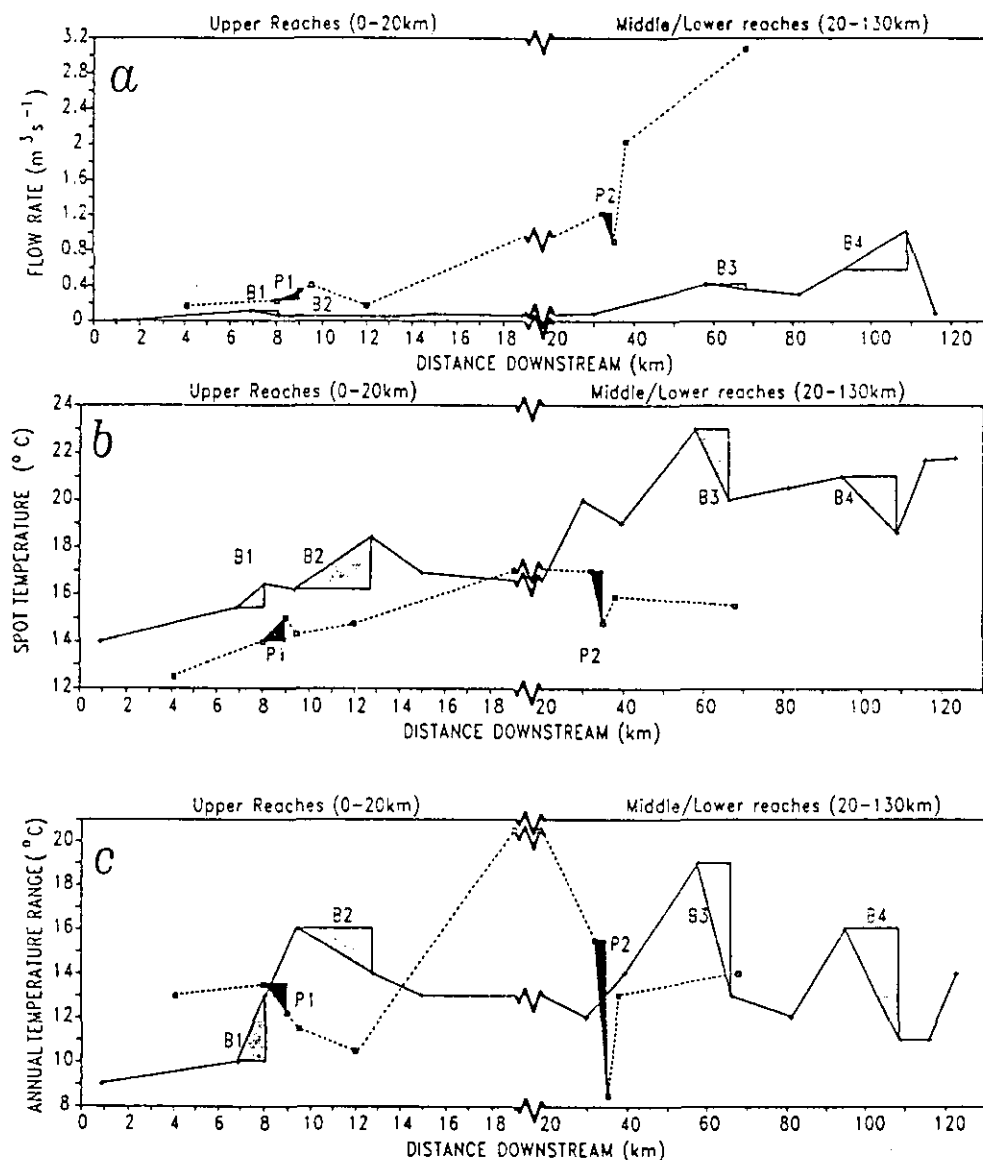 Upper Reaches (0-20km) Middle/Lower reaches (20-130km)
a
FLOW RATE (m³s⁻¹)
3.2
2.8
2.4
2
1.6
1.2
0.8
0.4
0
B1 P1 B2 P2 B3 B4
0 2 4 6 8 10 12 14 16 18 20 40 60 80 100 120
DISTANCE DOWNSTREAM (km)
Upper Reaches (0-20km) Middle/Lower reaches (20-130km)
b
SPOT TEMPERATURE (°C)
24
22
20
18
16
14
12
B1 B2 P1 P2 B3 B4
0 2 4 6 8 10 12 14 16 18 20 40 60 80 100 120
DISTANCE DOWNSTREAM (km)
Upper Reaches (0-20km) Middle/Lower reaches (20-130km)
c
ANNUAL TEMPERATURE RANGE (°C)
20
18
16
14
12
10
8
B1 P1 B2 P2 B3 B4
0 2 4 6 8 10 12 14 16 18 20 40 60 80 100 120
DISTANCE DOWNSTREAM (km)